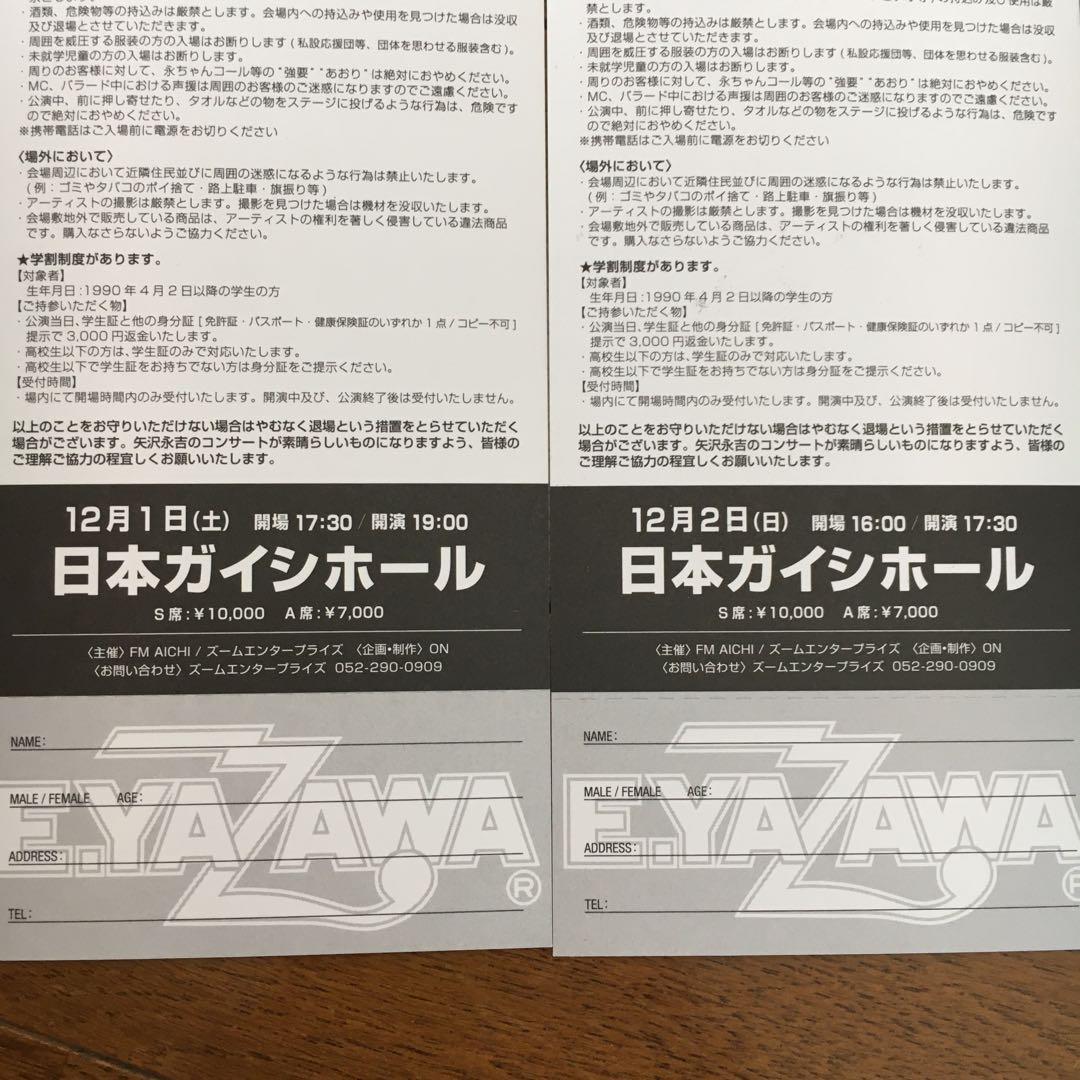 ・酒類、危険物等の持込みは厳禁とします。会場内への持込みや使用を見つけた場合は没収
及び退場とさせていただきます。
・周囲を威圧する服装の方の入場はお断りします(私設応援団等、団体を思わせる服装含む)。
・未就学児童の方の入場はお断りします。
・周りのお客様に対して、永ちゃんコール等の"強要""あおり"は絶対におやめください。
・MC、バラード中における声援は周囲のお客様のご迷惑になりますのでご遠慮ください。
・公演中、前に押し寄せたり、タオルなどの物をステージに投げるような行為は、危険です
ので絶対におやめください。
※携帯電話はご入場前に電源をお切りください
〈場外において〉
・会場周辺において近隣住民並びに周囲の迷惑になるような行為は禁止いたします。
(例：ゴミやタバコのポイ捨て・路上駐車・旗振り等)
・アーティストの撮影は厳禁とします。撮影を見つけた場合は機材を没収いたします。
・会場敷地外で販売している商品は、アーティストの権利を著しく侵害している違法商品
です。購入なさらないようご協力ください。
★学割制度があります。
【対象者】
生年月日：1990年4月2日以降の学生の方
【ご持参いただく物】
・公演当日、学生証と他の身分証[免許証・パスポート・健康保険証のいずれか1点/コピー不可]
提示で3,000円返金いたします。
・高校生以下の方は、学生証のみで対応いたします。
・高校生以下で学生証をお持ちでない方は身分証をご提示ください。
【受付時間】
・場内にて開場時間内のみ受付いたします。開演中及び、公演終了後は受付いたしません。
以上のことをお守りいただけない場合はやむなく退場という措置をとらせていただく
場合がございます。矢沢永吉のコンサートが素晴らしいものになりますよう、皆様の
ご理解ご協力の程宜しくお願いいたします。
12月1日(土) 開場 17:30 / 開演 19:00
日本ガイシホール
S席：¥10,000 A席：¥7,000
〈主催〉FM AICHI / ズームエンタープライズ 〈企画・制作〉ON
〈お問い合わせ〉ズームエンタープライズ 052-290-0909
NAME:
MALE / FEMALE AGE:
E.YAZAWA
ADDRESS:
®
TEL:
禁とします。
・酒類、危険物等の持込みは厳禁とします。会場内への持込みや使用を見つけた場合は没収
及び退場とさせていただきます。
・周囲を威圧する服装の方の入場はお断りします(私設応援団等、団体を思わせる服装含む)。
・未就学児童の方の入場はお断りします。
・周りのお客様に対して、永ちゃんコール等の"強要""あおり"は絶対におやめください。
・MC、バラード中における声援は周囲のお客様のご迷惑になりますのでご遠慮ください。
・公演中、前に押し寄せたり、タオルなどの物をステージに投げるような行為は、危険です
ので絶対におやめください。
※携帯電話はご入場前に電源をお切りください
〈場外において〉
・会場周辺において近隣住民並びに周囲の迷惑になるような行為は禁止いたします。
(例：ゴミやタバコのポイ捨て・路上駐車・旗振り等)
・アーティストの撮影は厳禁とします。撮影を見つけた場合は機材を没収いたします。
・会場敷地外で販売している商品は、アーティストの権利を著しく侵害している違法商品
です。購入なさらないようご協力ください。
★学割制度があります。
【対象者】
生年月日：1990年4月2日以降の学生の方
【ご持参いただく物】
・公演当日、学生証と他の身分証[免許証・パスポート・健康保険証のいずれか1点/コピー不可]
提示で3,000円返金いたします。
・高校生以下の方は、学生証のみで対応いたします。
・高校生以下で学生証をお持ちでない方は身分証をご提示ください。
【受付時間】
・場内にて開場時間内のみ受付いたします。開演中及び、公演終了後は受付いたしません。
以上のことをお守りいただけない場合はやむなく退場という措置をとらせていただく
場合がございます。矢沢永吉のコンサートが素晴らしいものになりますよう、皆様の
ご理解ご協力の程宜しくお願いいたします。
12月2日(日) 開場 16:00 / 開演 17:30
日本ガイシホール
S席：¥10,000 A席：¥7,000
〈主催〉FM AICHI / ズームエンタープライズ 〈企画・制作〉ON
〈お問い合わせ〉ズームエンタープライズ 052-290-0909
NAME:
MALE / FEMALE AGE:
E.YAZAWA
ADDRESS:
TEL: